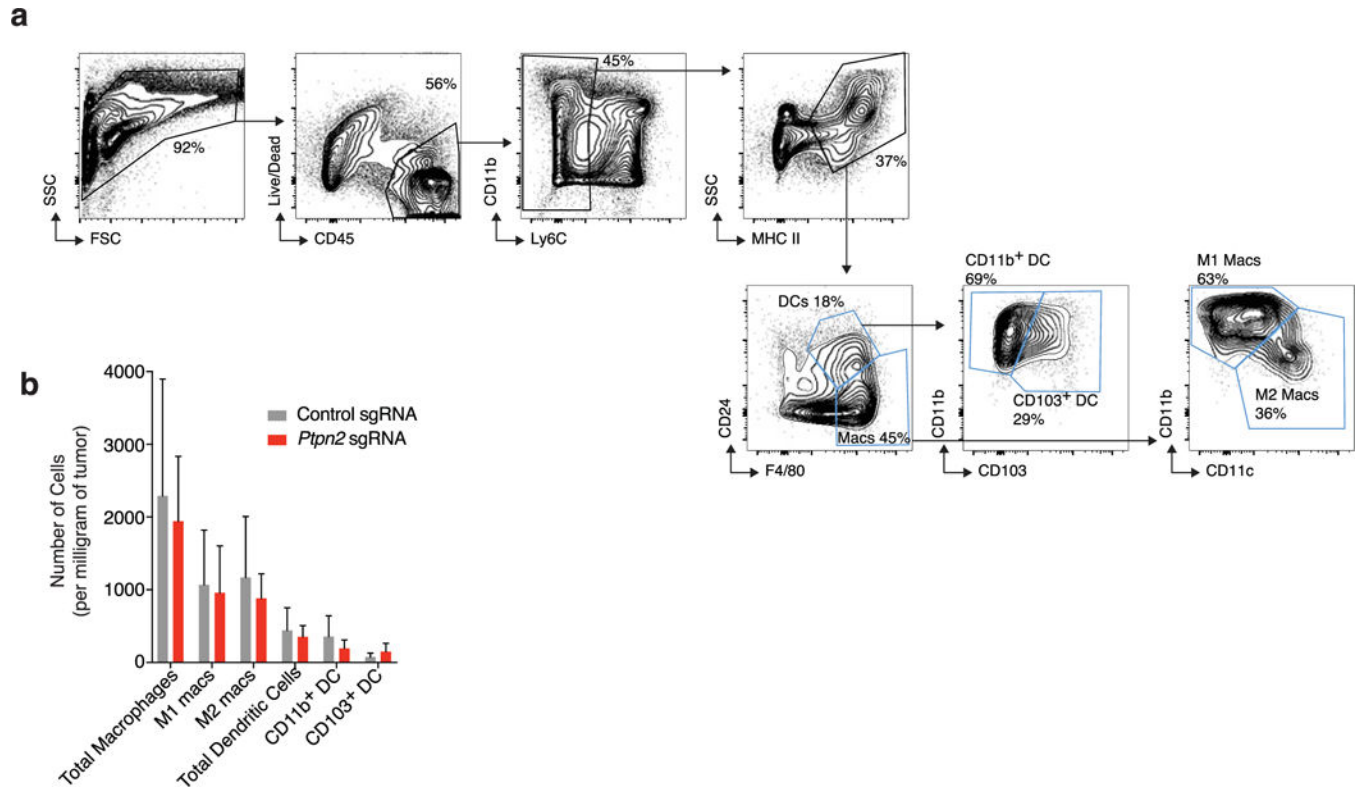 a
92%
SSC
FSC
56%
Live/Dead
CD45
45%
CD11b
Ly6C
37%
SSC
MHC II
DCs 18%
Macs 45%
CD24
F4/80
CD11b⁺ DC
69%
CD103⁺ DC
29%
CD11b
CD103
M1 Macs
63%
M2 Macs
36%
CD11b
CD11c
b
Number of Cells
(per milligram of tumor)
4000
3000
2000
1000
0
Control sgRNA
Ptpn2 sgRNA
Total Macrophages
M1 macs
M2 macs
Total Dendritic Cells
CD11b⁺ DC
CD103⁺ DC